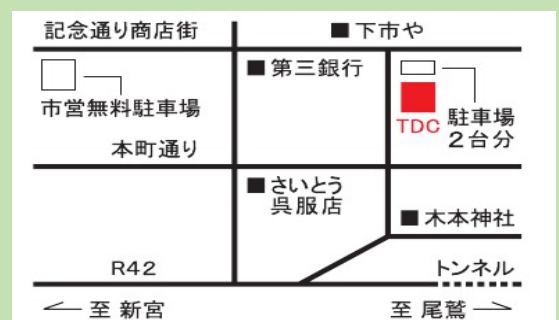 記念通り商店街
■下市や
■第三銀行
市営無料駐車場
TDC
駐車場
2台分
本町通り
■さいとう
呉服店
■木本神社
R42
トンネル
← 至 新宮
至 尾鷲 →